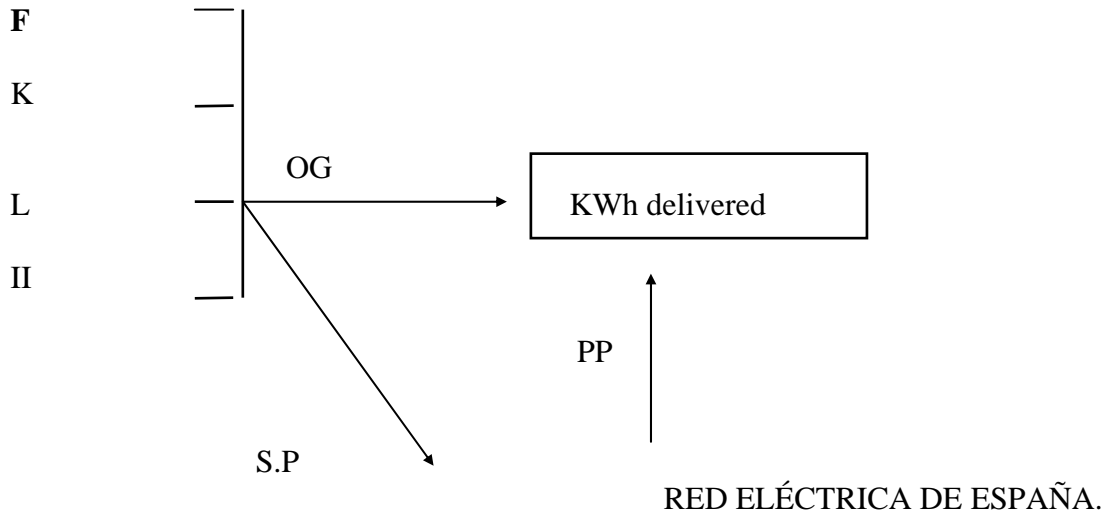 F
K
OG
L
KWh delivered
II
PP
S.P
RED ELÉCTRICA DE ESPAÑA.